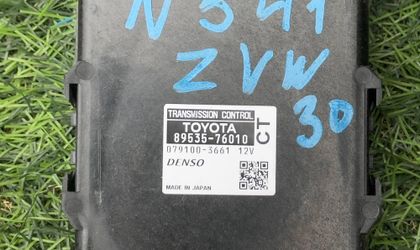 N341
ZVW
30
TRANSMISSION CONTROL
TOYOTA
89535-76010
079100-3661 12V
DENSO
MADE IN JAPAN
CT